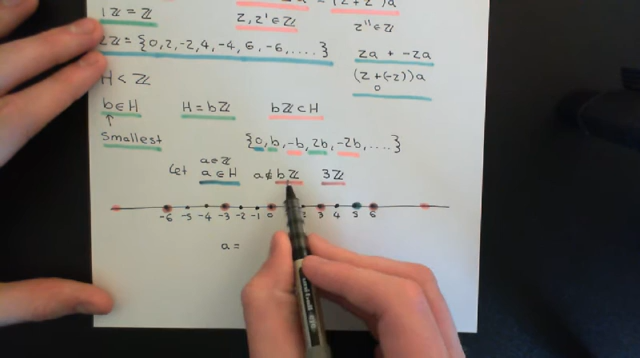 1ℤ = ℤ
z, z' ∈ ℤ z'' ∈ ℤ
2ℤ = {0, 2, -2, 4, -4, 6, -6, ....}
za + -za
(z + (-z)) a
0
H < ℤ
b ∈ H H = bℤ bℤ ⊂ H
↑
smallest
{0, b, -b, 2b, -2b, ....}
a ∈ ℤ
Let a ∈ H a ∉ bℤ 3ℤ
-6 -5 -4 -3 -2 -1 0 2 3 4 5 6
a =